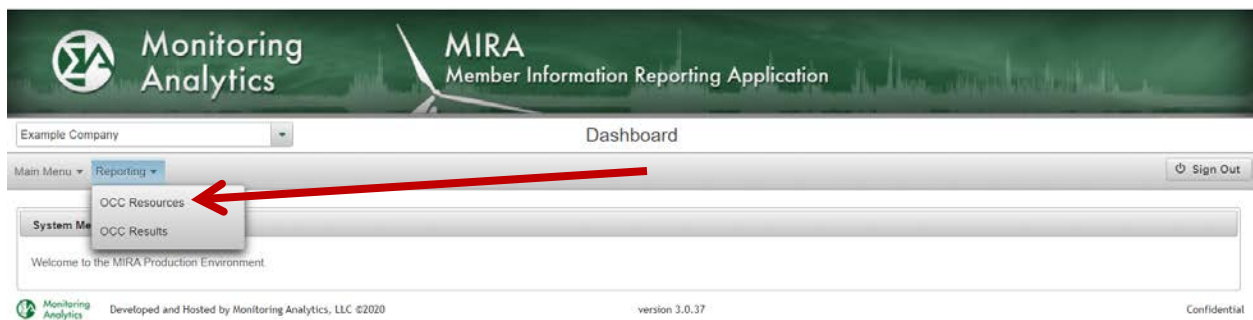 Monitoring
Analytics
MIRA
Member Information Reporting Application
Example Company
Dashboard
Main Menu
Reporting
Sign Out
OCC Resources
OCC Results
System Me
Welcome to the MIRA Production Environment
Monitoring
Analytics
Developed and Hosted by Monitoring Analytics, LLC ©2020
version 3.0.37
Confidential